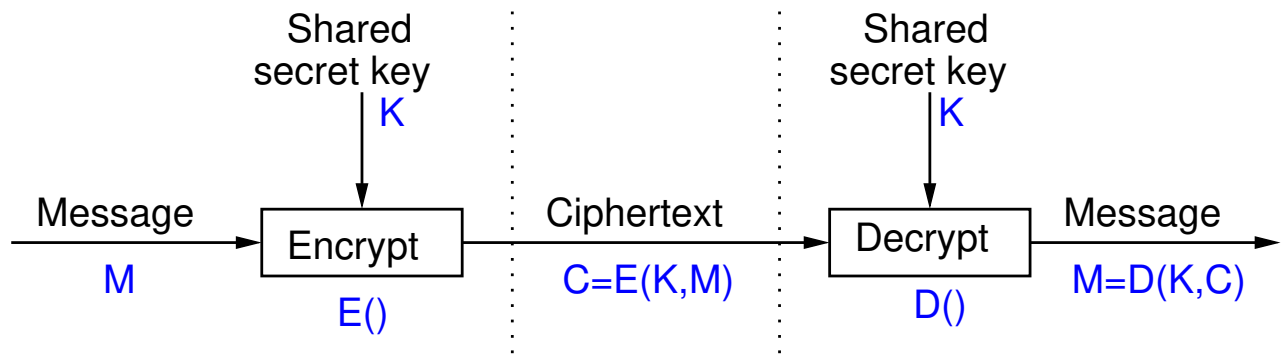 Shared
secret key
K
Shared
secret key
K
Message
M
Encrypt
E()
Ciphertext
C=E(K,M)
Decrypt
D()
Message
M=D(K,C)